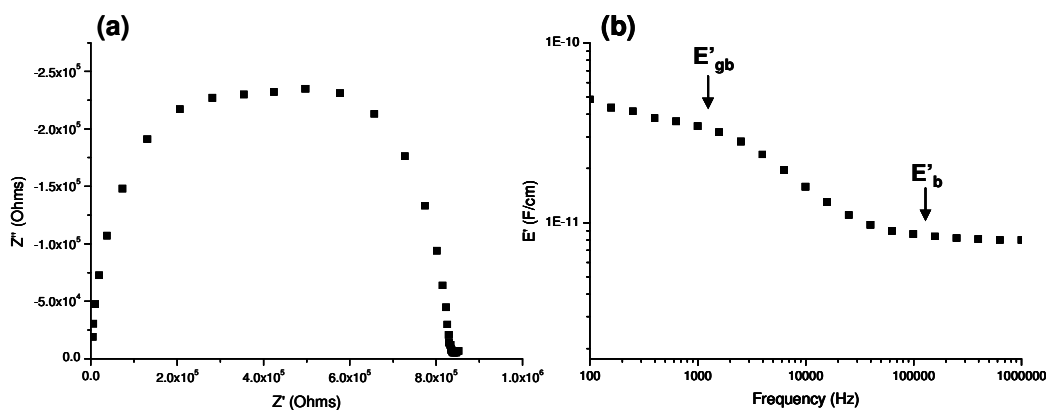 (a)
-2.5x10⁵
-2.0x10⁵
-1.5x10⁵
-1.0x10⁵
-5.0x10⁴
0.0
Z'' (Ohms)
0.0
2.0x10⁵
4.0x10⁵
6.0x10⁵
8.0x10⁵
1.0x10⁶
Z' (Ohms)
(b)
1E-10
1E-11
E' (F/cm)
E'gb
E'b
100
1000
10000
100000
1000000
Frequency (Hz)